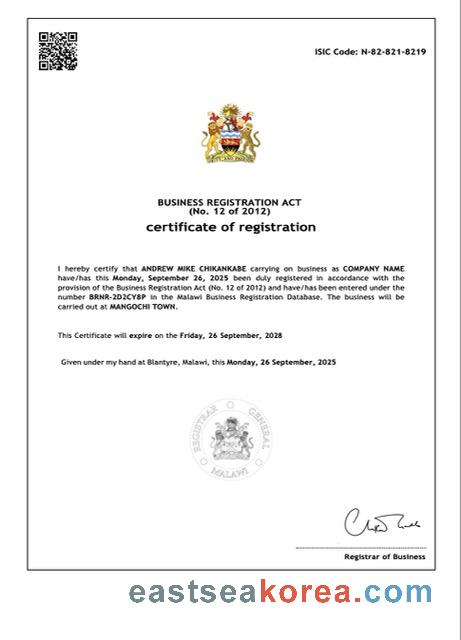 ISIC Code: N-82-821-8219
BUSINESS REGISTRATION ACT
(No. 12 of 2012)
certificate of registration
I hereby certify that ANDREW MIKE CHIKANKABE carrying on business as COMPANY NAME
have/has this Monday, September 26, 2025 been duly registered in accordance with the
provision of the Business Registration Act (No. 12 of 2012) and have/has been entered under the
number BRNR-2D2CY8P in the Malawi Business Registration Database. The business will be
carried out at MANGOCHI TOWN.
This Certificate will expire on the Friday, 26 September, 2028
Given under my hand at Blantyre, Malawi, this Monday, 26 September, 2025
REGISTRAR GENERAL
MALAWI
Registrar of Business
eastseakorea.com